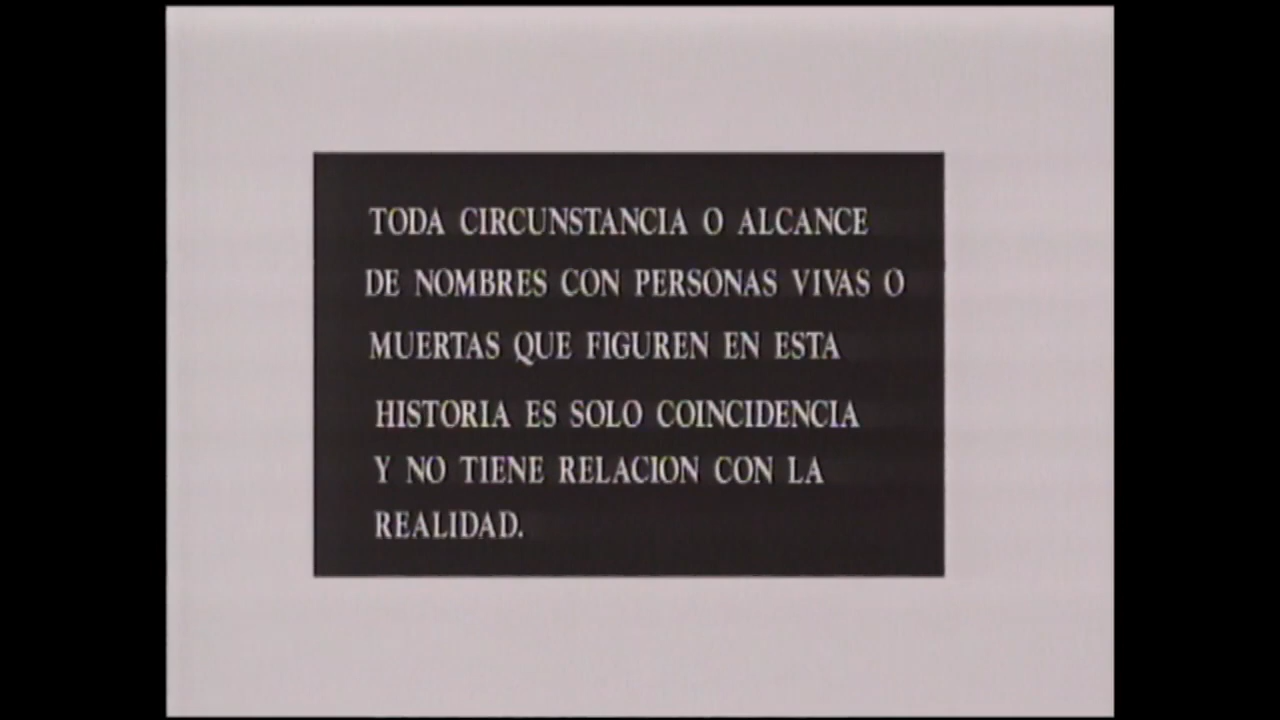 TODA CIRCUNSTANCIA O ALCANCE
DE NOMBRES CON PERSONAS VIVAS O
MUERTAS QUE FIGUREN EN ESTA
HISTORIA ES SOLO COINCIDENCIA
Y NO TIENE RELACION CON LA
REALIDAD.